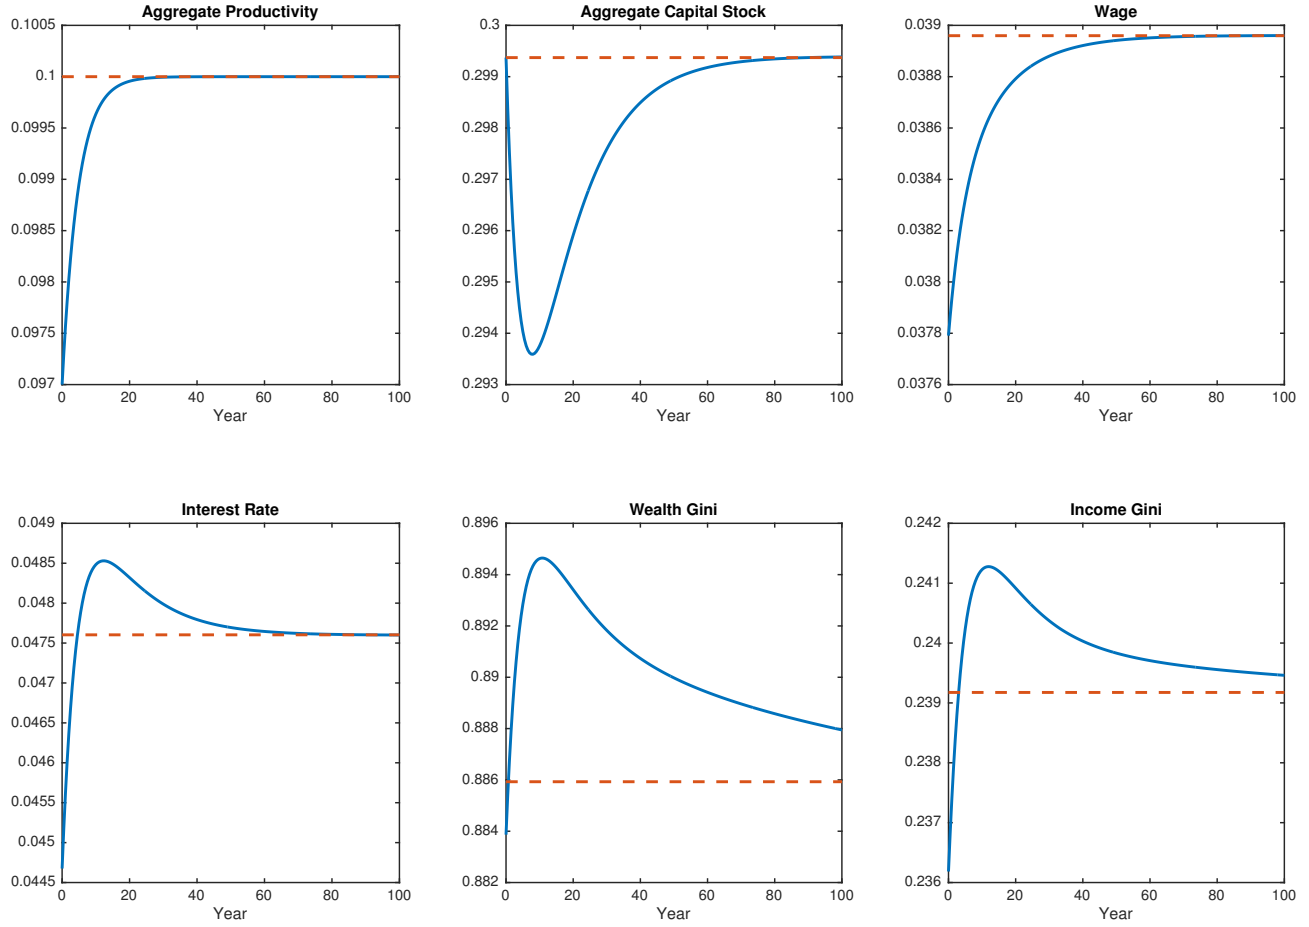 Aggregate Productivity
0.1005
0.1
0.0995
0.099
0.0985
0.098
0.0975
0.097
0 20 40 60 80 100
Year
Aggregate Capital Stock
0.3
0.299
0.298
0.297
0.296
0.295
0.294
0.293
0 20 40 60 80 100
Year
Wage
0.039
0.0388
0.0386
0.0384
0.0382
0.038
0.0378
0.0376
0 20 40 60 80 100
Year
Interest Rate
0.049
0.0485
0.048
0.0475
0.047
0.0465
0.046
0.0455
0.045
0.0445
0 20 40 60 80 100
Year
Wealth Gini
0.896
0.894
0.892
0.89
0.888
0.886
0.884
0.882
0 20 40 60 80 100
Year
Income Gini
0.242
0.241
0.24
0.239
0.238
0.237
0.236
0 20 40 60 80 100
Year